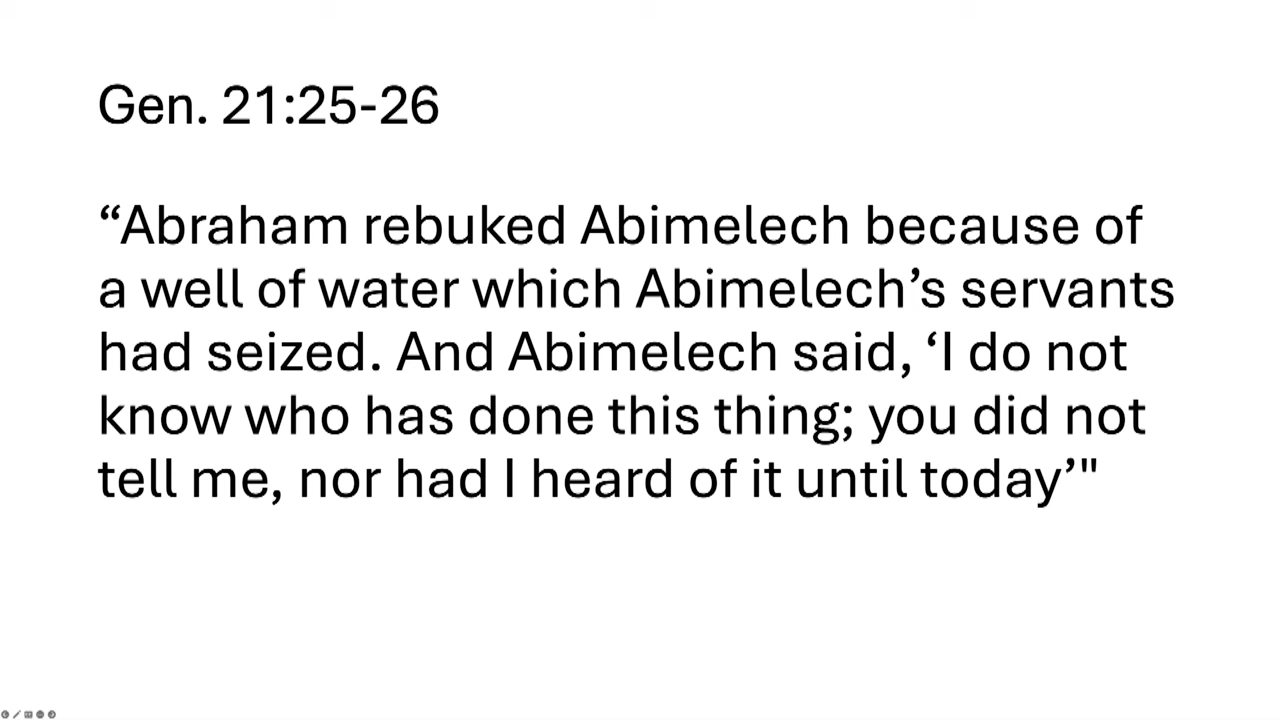 Gen. 21:25-26
“Abraham rebuked Abimelech because of
a well of water which Abimelech’s servants
had seized. And Abimelech said, ‘I do not
know who has done this thing; you did not
tell me, nor had I heard of it until today’"